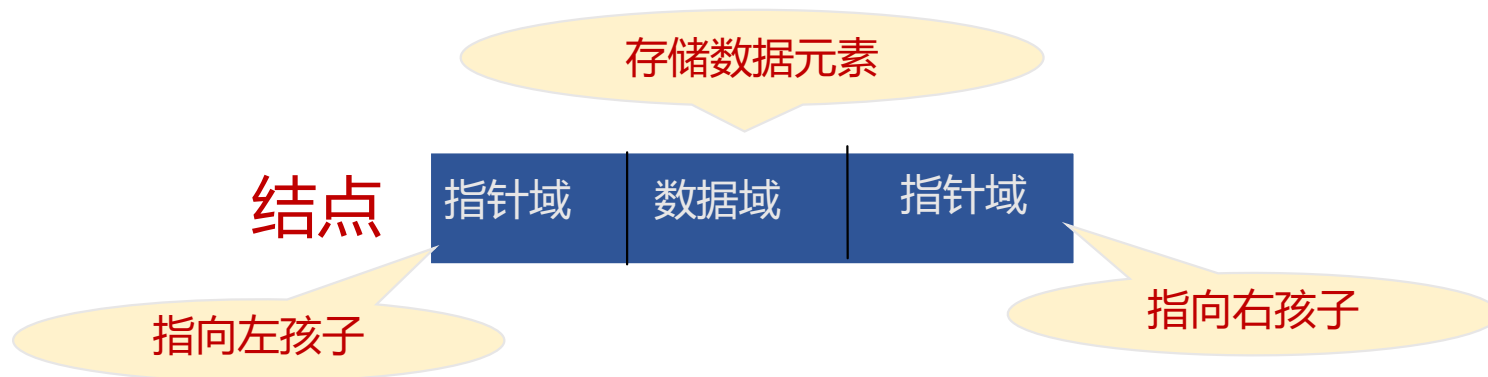 存储数据元素
结点
指针域
数据域
指针域
指向左孩子
指向右孩子